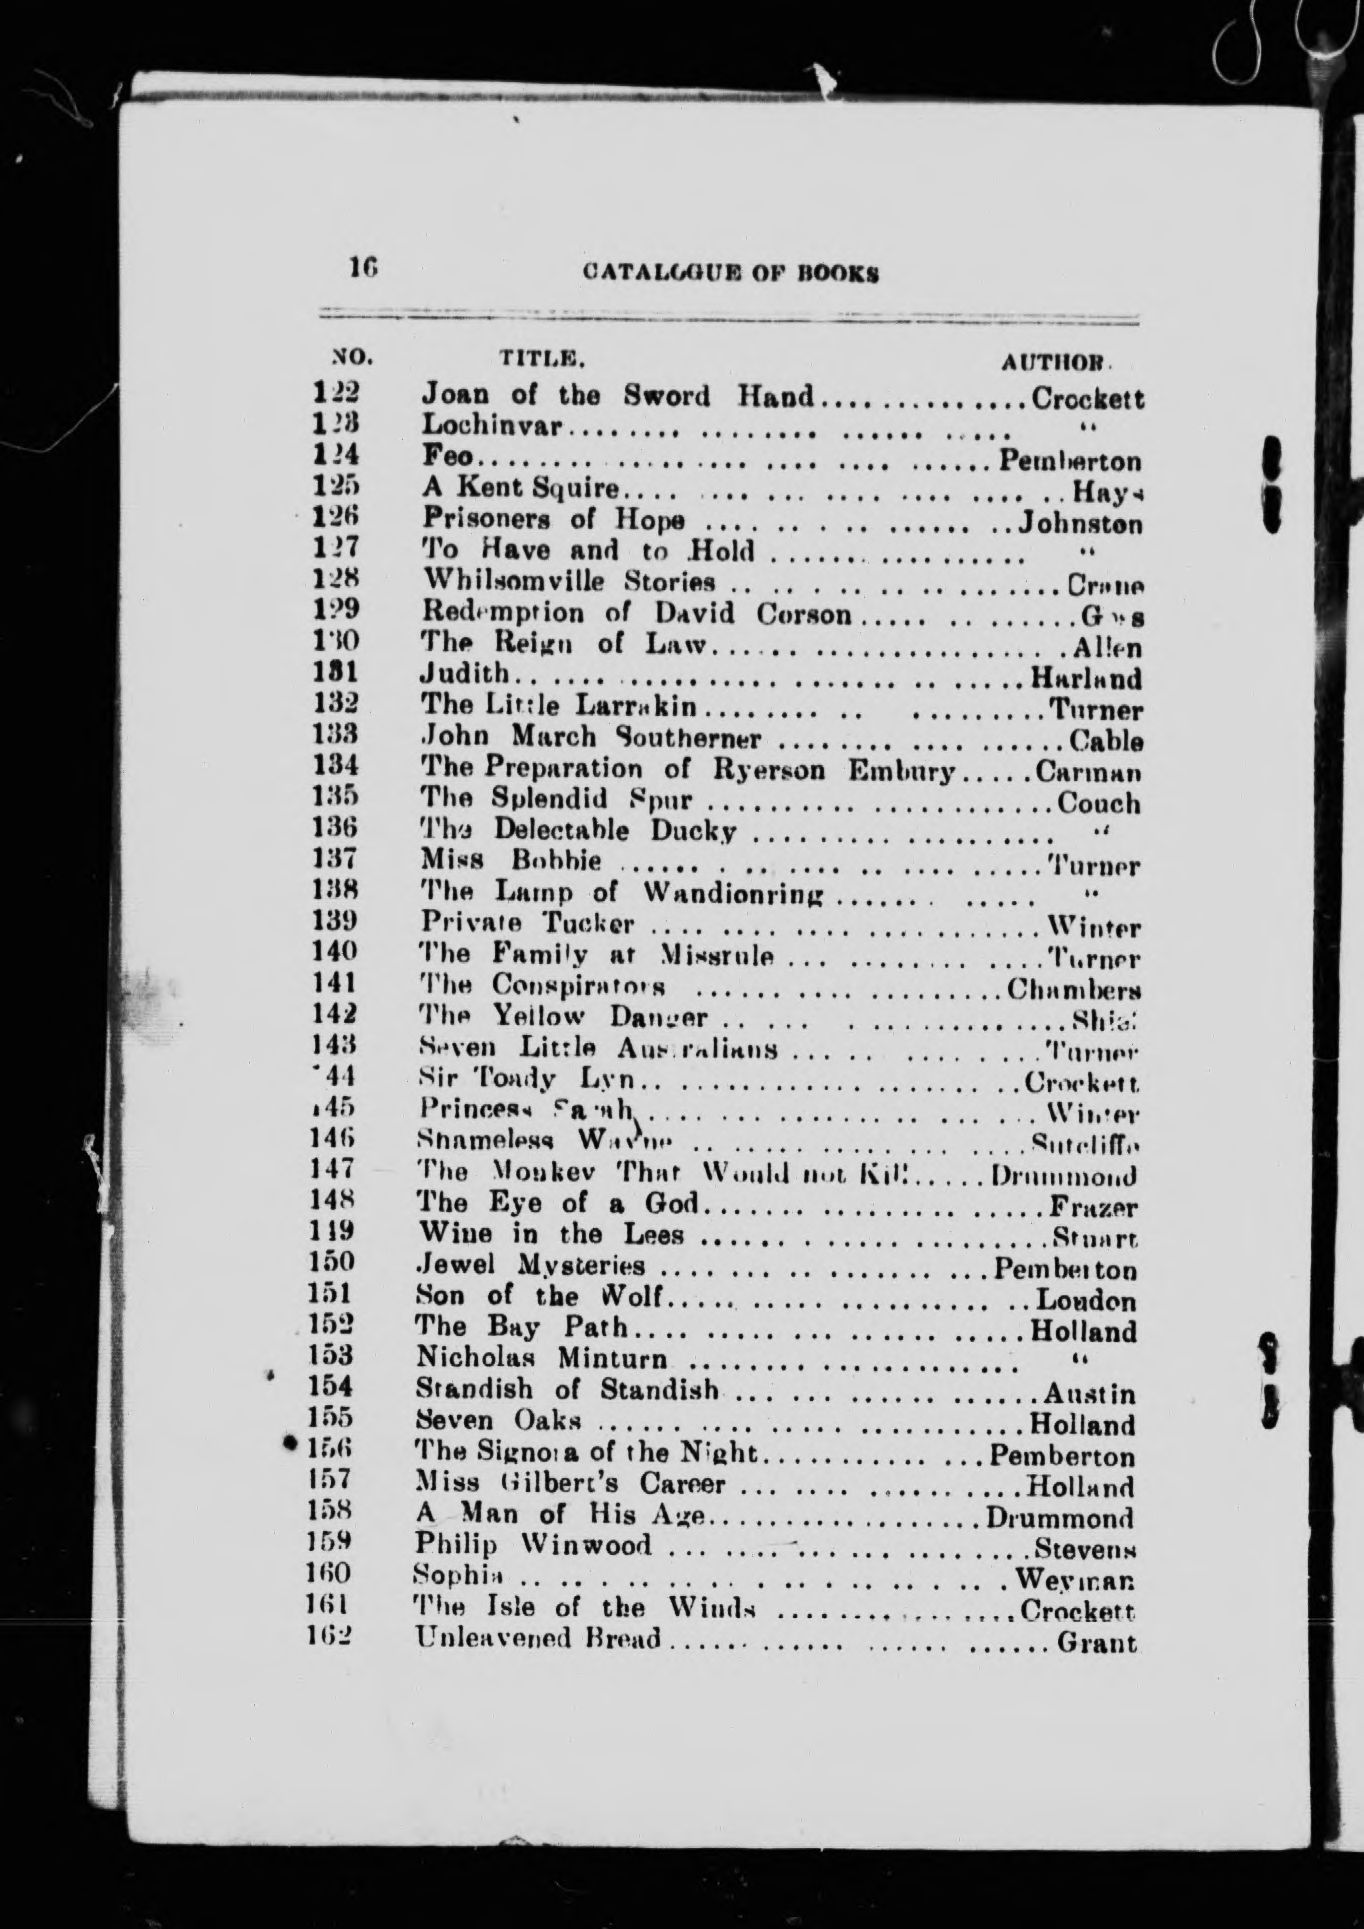 16 CATALOGUE OF BOOKS
NO. TITLE. AUTHOR.
122 Joan of the Sword Hand...............Crockett
123 Lochinvar.............................. "
124 Feo..............................Pemberton
125 A Kent Squire..............................Hays
126 Prisoners of Hope ....................Johnston
127 To Have and to Hold .................. "
128 Whilsomville Stories ....................Crane
129 Redemption of David Corson..............
130 The Reign of Law........................Allen
131 Judith..............................Harland
132 The Little Larrakin....................Turner
133 John March Southerner ..................Cable
134 The Preparation of Ryerson Embury.....Carman
135 The Splendid Spur ......................Couch
136 The Delectable Ducky .................... "
137 Miss Bobbie ........................Turner
138 The Lamp of Wandionring ............ "
139 Private Tucker ........................Winter
140 The Family at Missrule ................Turner
141 The Conspirators ....................Chambers
142 The Yellow Danger ......................Shiel
143 Seven Little Australians ................Turner
144 Sir Toady Lyn........................Crockett
145 Princess Sarah........................Winter
146 Shameless Wayne ....................Sutcliffe
147 The Monkey That Would not Kill.....Drummond
148 The Eye of a God......................Frazer
149 Wine in the Lees ......................Stuart
150 Jewel Mysteries ....................Pemberton
151 Son of the Wolf......................London
152 The Bay Path........................Holland
153 Nicholas Minturn ...................... "
154 Standish of Standish ..................Austin
155 Seven Oaks ..........................Holland
156 The Signora of the Night..............Pemberton
157 Miss Gilbert's Career ..................Holland
158 A Man of His Age..................Drummond
159 Philip Winwood ......................Stevens
160 Sophia ..............................Weyman
161 The Isle of the Winds ................Crockett
162 Unleavened Bread......................Grant